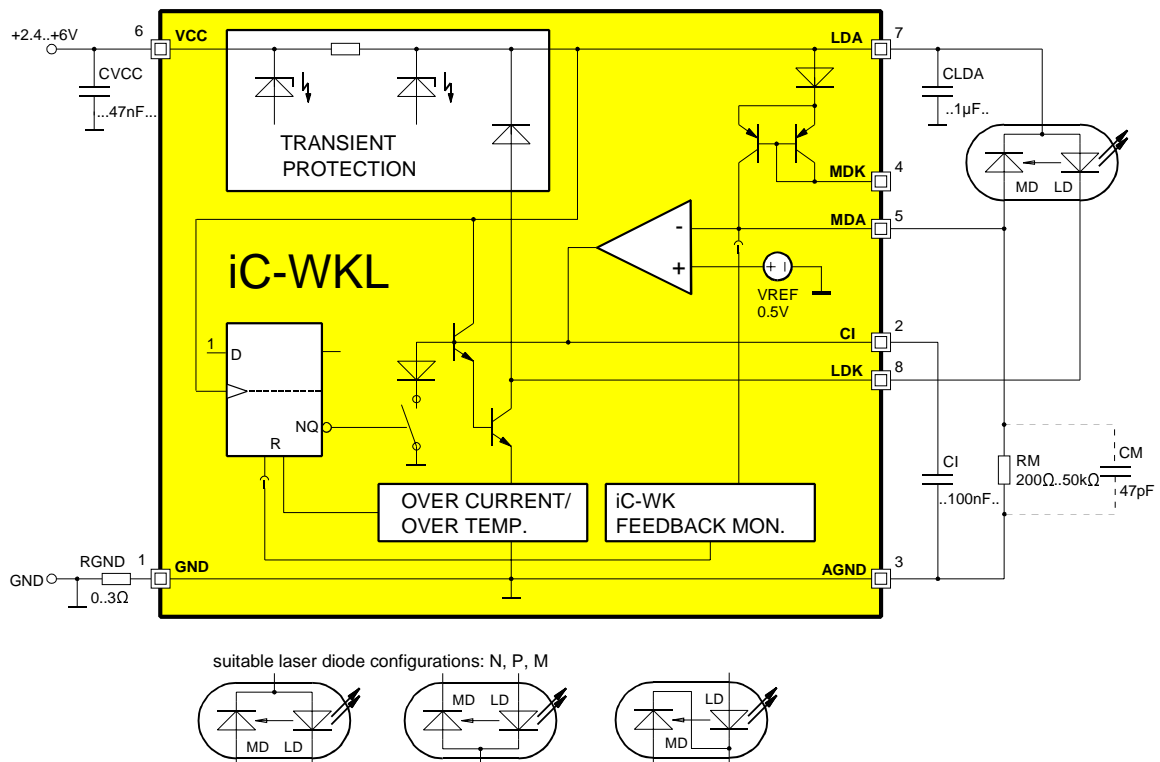 +2.4..+6V
6
VCC
LDA
7
CVCC
...47nF...
CLDA
..1µF..
TRANSIENT
PROTECTION
MDK
4
MD LD
MDA
5
-
+
+ -
VREF
0.5V
iC-WKL
CI
2
1
D
LDK
8
NQ
R
CI
..100nF..
RM
200Ω..50kΩ
CM
47pF
OVER CURRENT/
OVER TEMP.
iC-WK
FEEDBACK MON.
GND
RGND
0..3Ω
1
GND
AGND
3
suitable laser diode configurations: N, P, M
MD LD
MD LD
LD
MD